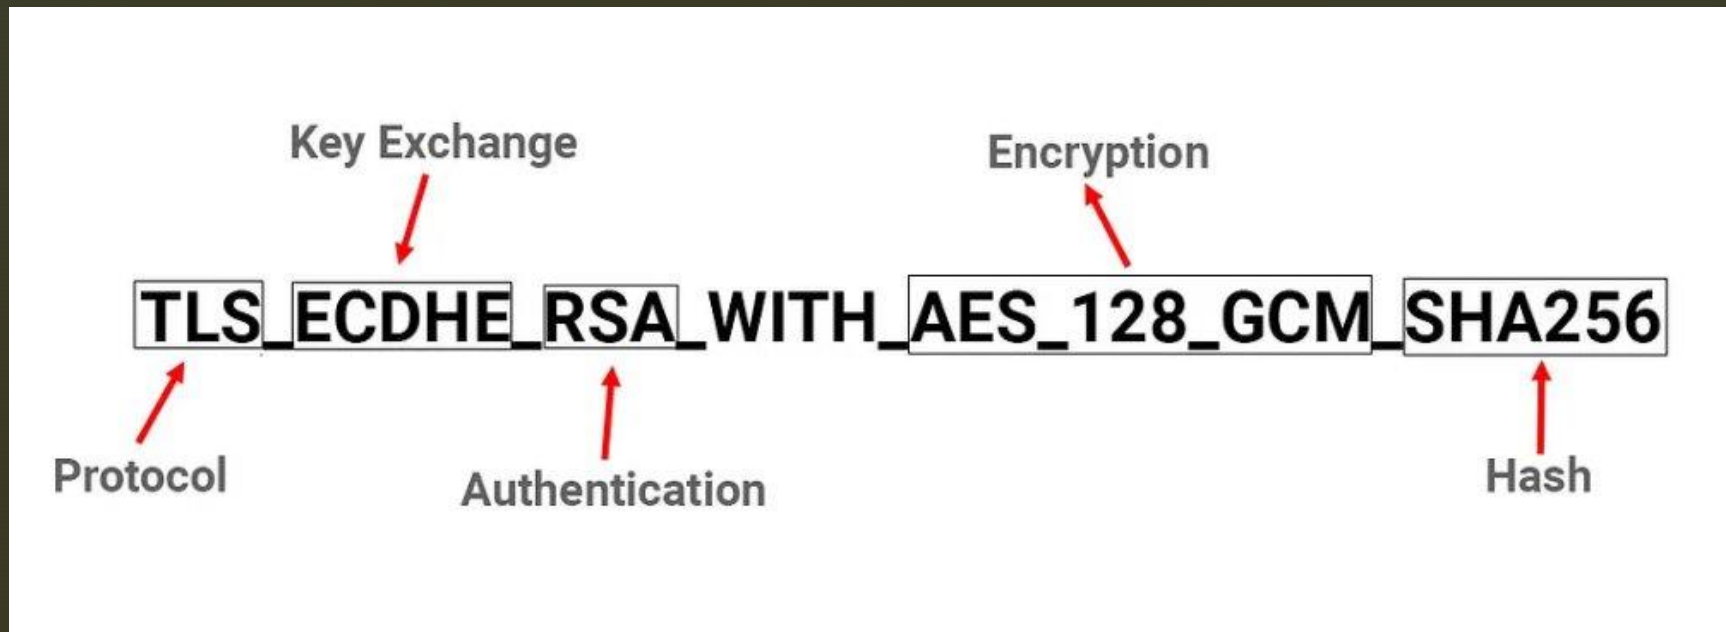 Key Exchange
Encryption
TLS_ECDHE_RSA_WITH_AES_128_GCM_SHA256
Protocol
Authentication
Hash